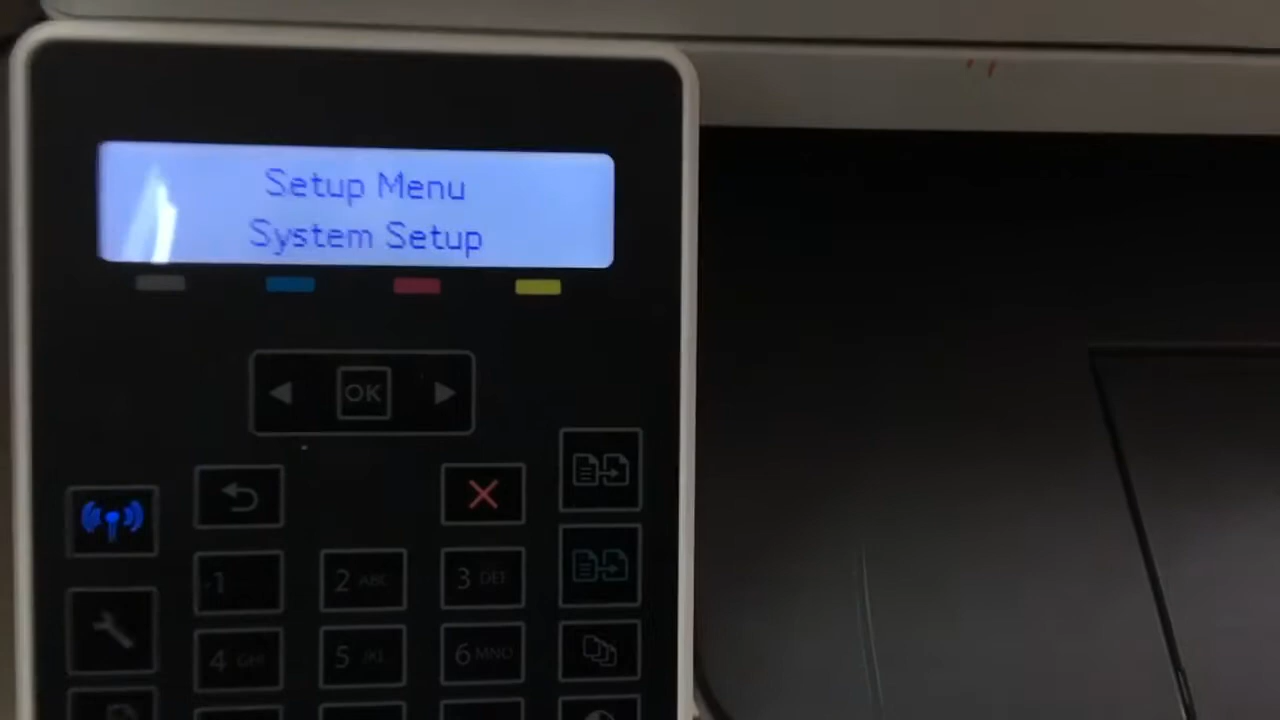 Setup Menu
System Setup
OK
1
2 ABC
3 DEF
4 GHI
5 JKL
6 MNO